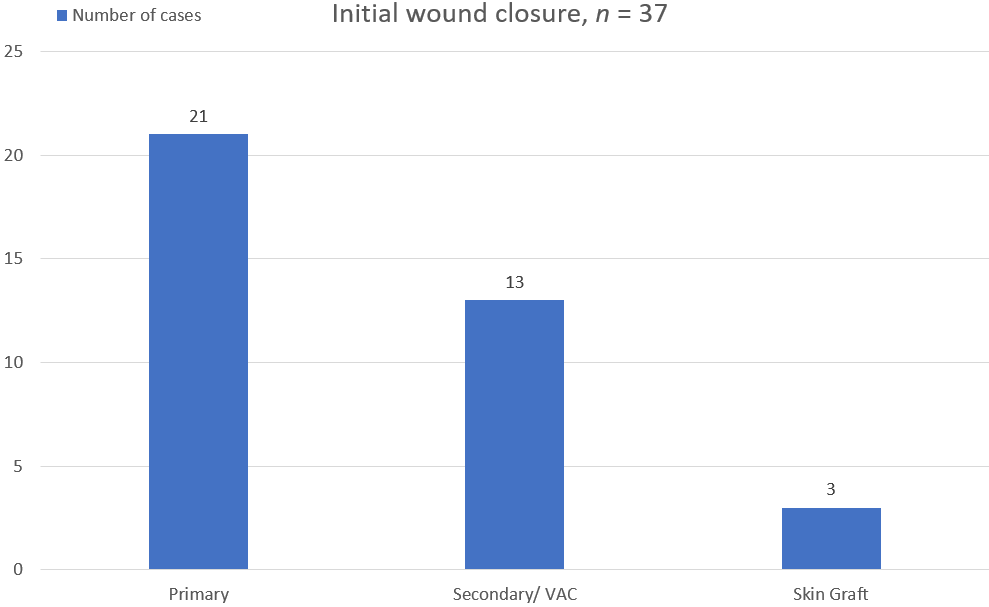 Initial wound closure, n = 37
Number of cases
25
20
15
10
5
0
21
13
3
Primary
Secondary/ VAC
Skin Graft